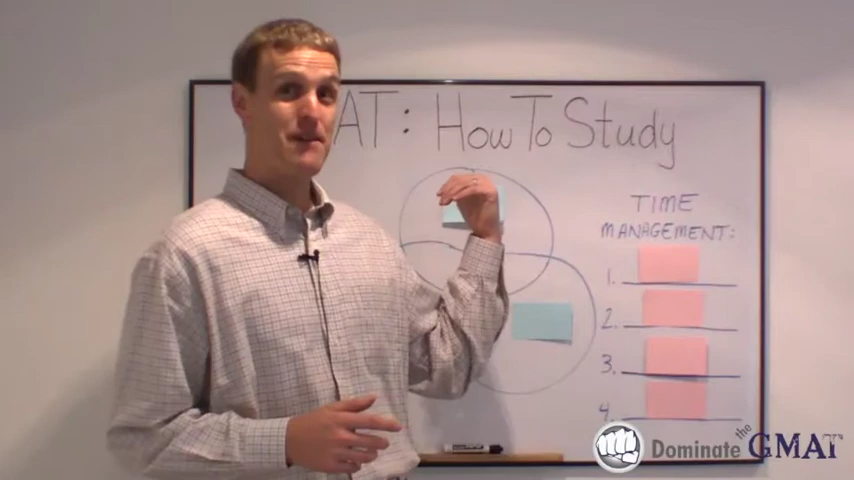 AT: How To Study
TIME
MANAGEMENT:
1.
2.
3.
4.
Dominate the GMAT